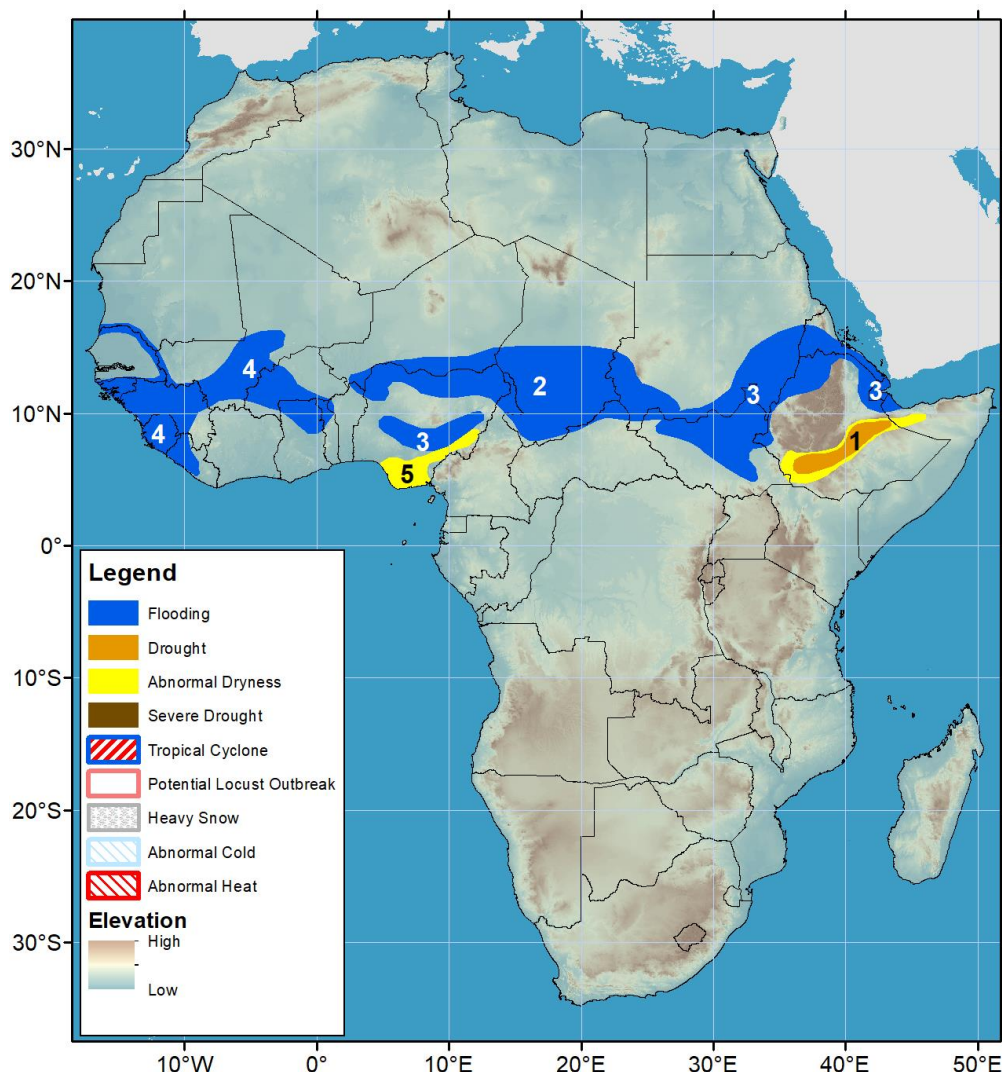 30°N
20°N
10°N
0°
10°S
20°S
30°S
4
4
2
3
5
3
3
1
Legend
Flooding
Drought
Abnormal Dryness
Severe Drought
Tropical Cyclone
Potential Locust Outbreak
Heavy Snow
Abnormal Cold
Abnormal Heat
Elevation
High
Low
10°W
0°
10°E
20°E
30°E
40°E
50°E